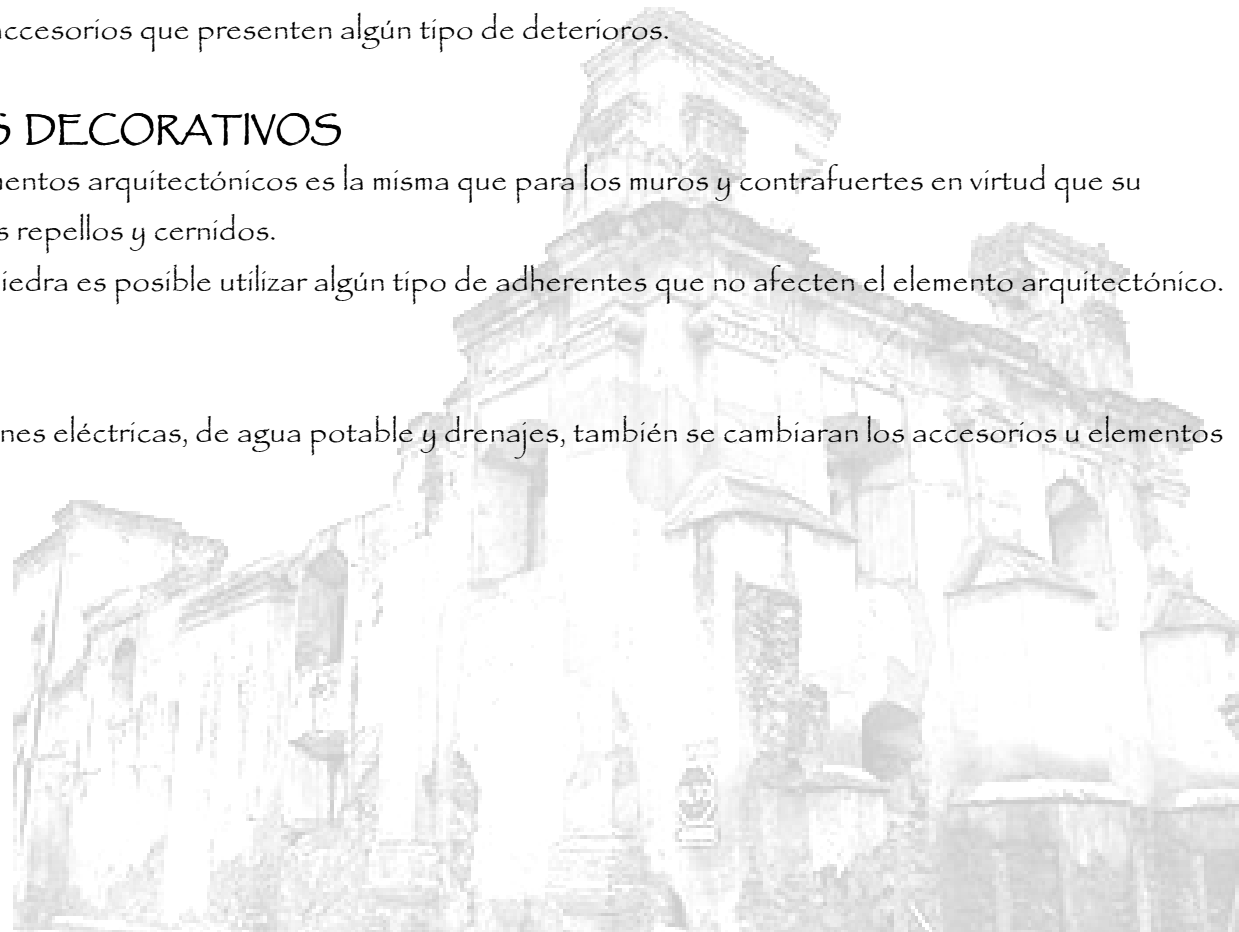 accesorios que presenten algún tipo de deterioros.
S DECORATIVOS
mentos arquitectónicos es la misma que para los muros y contrafuertes en virtud que su
s repellos y cernidos.
iedra es posible utilizar algún tipo de adherentes que no afecten el elemento arquitectónico.
nes eléctricas, de agua potable y drenajes, también se cambiaran los accesorios u elementos